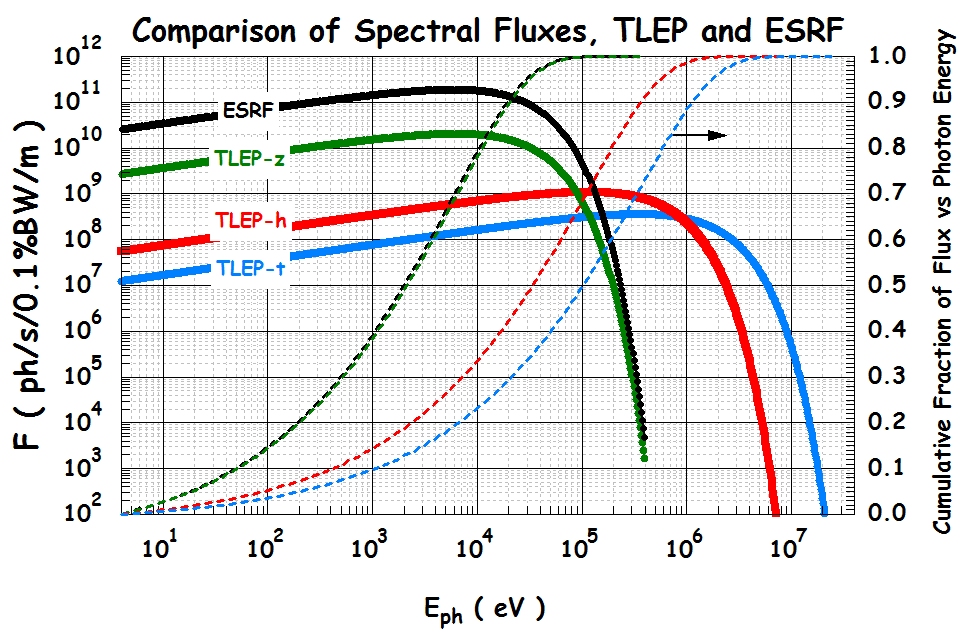 Comparison of Spectral Fluxes, TLEP and ESRF
F ( ph/s/0.1%BW/m )
10¹²
10¹¹
10¹⁰
10⁹
10⁸
10⁷
10⁶
10⁵
10⁴
10³
10²
ESRF
TLEP-z
TLEP-h
TLEP-t
1.0
0.9
0.8
0.7
0.6
0.5
0.4
0.3
0.2
0.1
0.0
Cumulative Fraction of Flux vs Photon Energy
10¹ 10² 10³ 10⁴ 10⁵ 10⁶ 10⁷
Eph ( eV )